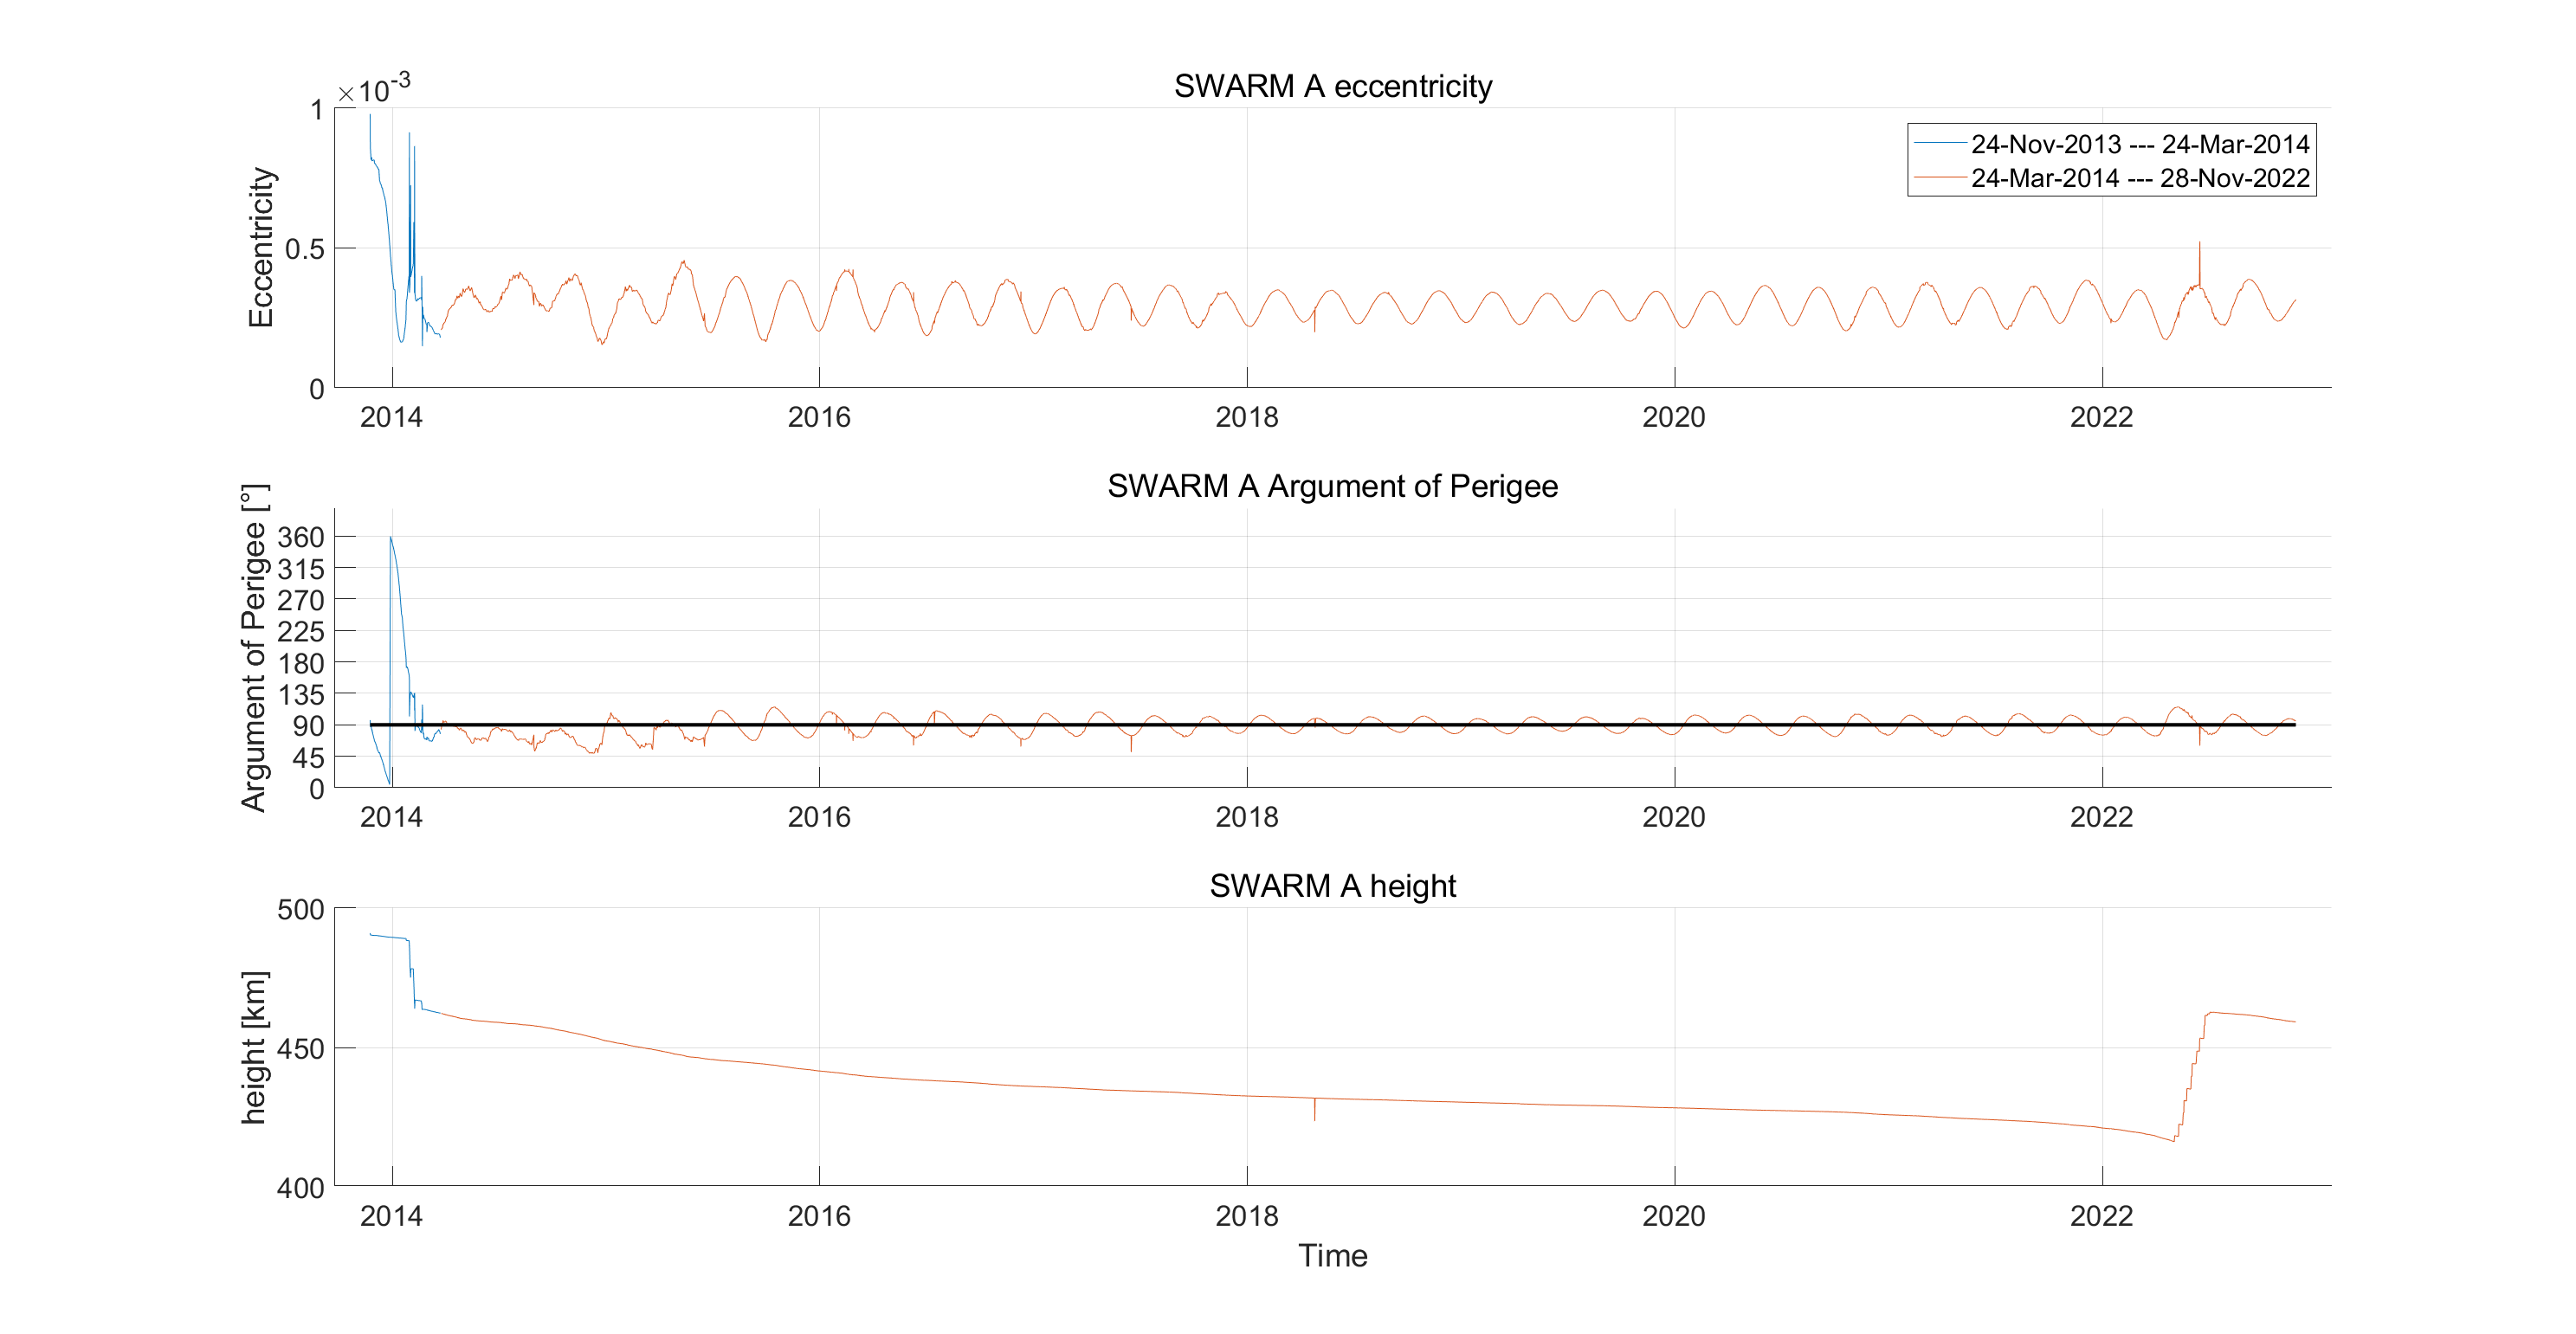 SWARM A eccentricity
×10-3
1
0.5
0
Eccentricity
24-Nov-2013 --- 24-Mar-2014
24-Mar-2014 --- 28-Nov-2022
2014 2016 2018 2020 2022
SWARM A Argument of Perigee
Argument of Perigee [°]
360
315
270
225
180
135
90
45
0
2014 2016 2018 2020 2022
SWARM A height
height [km]
500
450
400
2014 2016 2018 2020 2022
Time